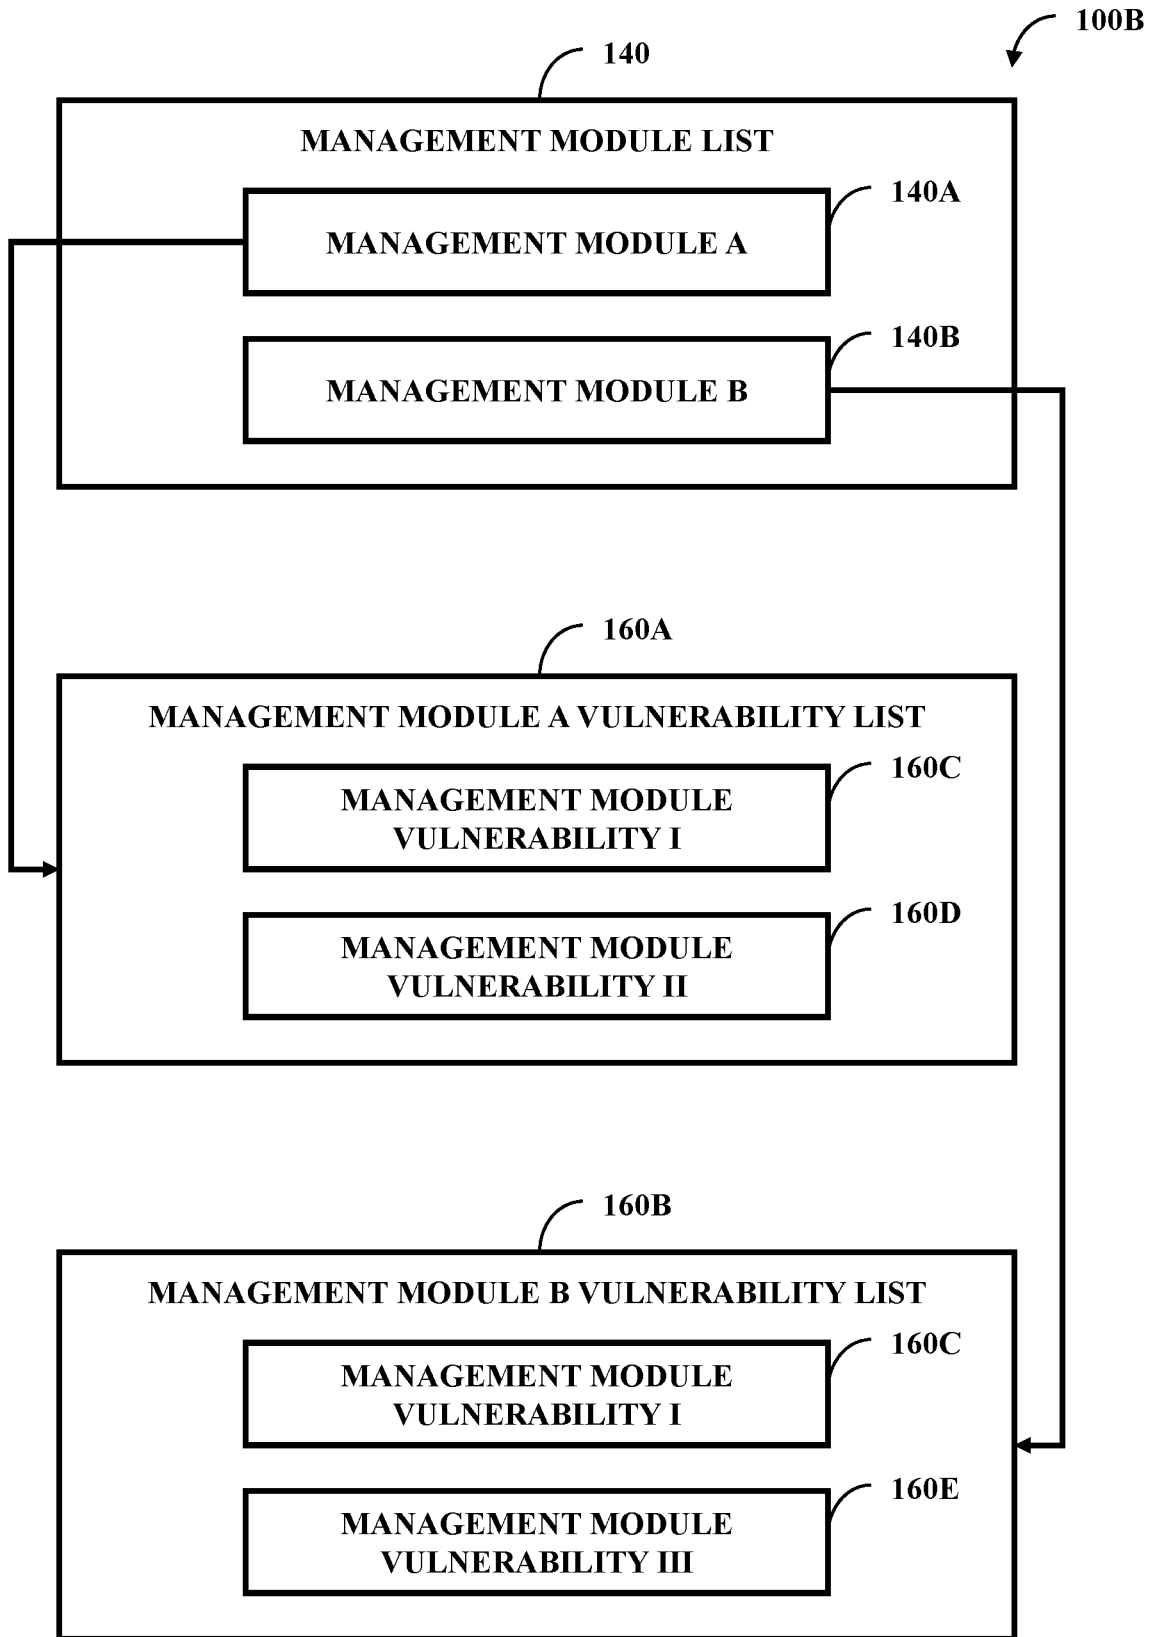 100B
140
MANAGEMENT MODULE LIST
140A
MANAGEMENT MODULE A
140B
MANAGEMENT MODULE B
160A
MANAGEMENT MODULE A VULNERABILITY LIST
160C
MANAGEMENT MODULE
VULNERABILITY I
160D
MANAGEMENT MODULE
VULNERABILITY II
160B
MANAGEMENT MODULE B VULNERABILITY LIST
160C
MANAGEMENT MODULE
VULNERABILITY I
160E
MANAGEMENT MODULE
VULNERABILITY III